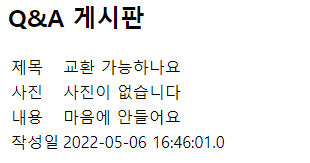 Q&A 게시판
제목 교환 가능하나요
사진 사진이 없습니다
내용 마음에 안들어요
작성일 2022-05-06 16:46:01.0